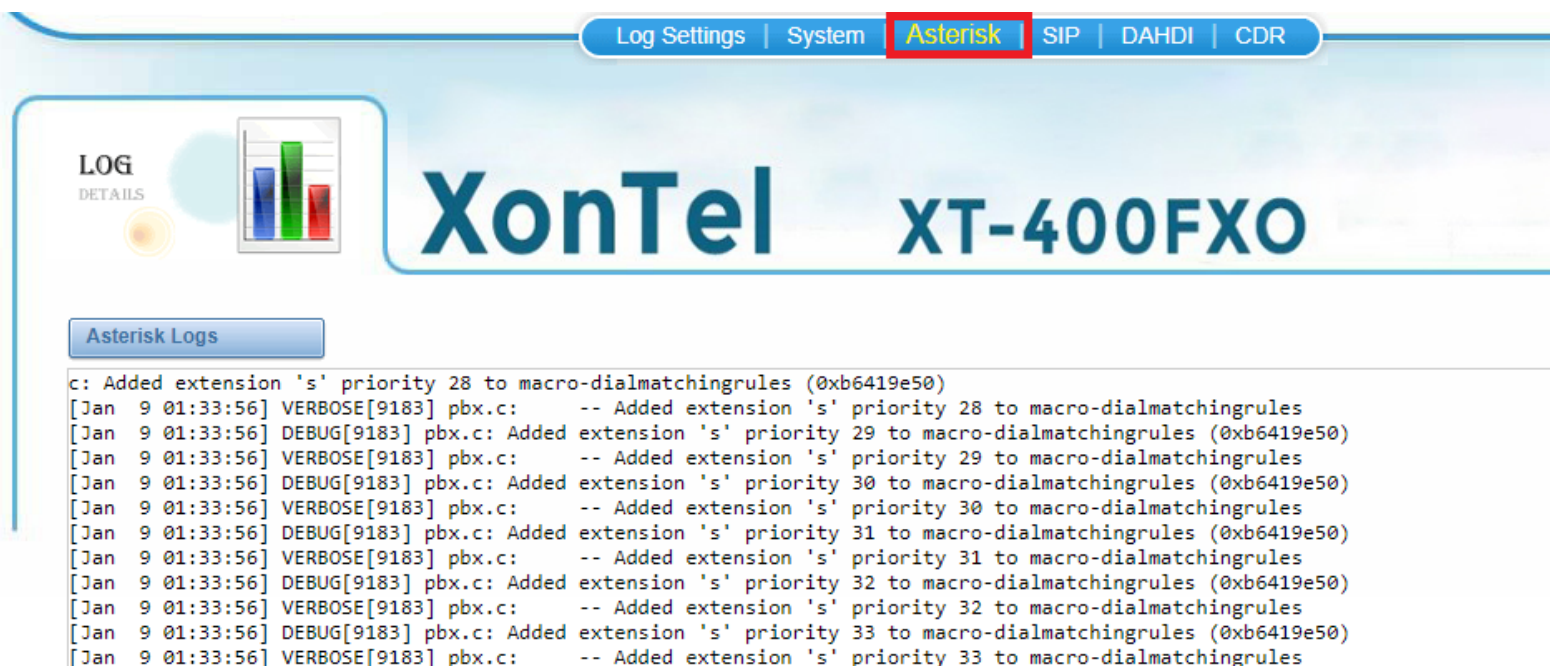 Log Settings | System | Asterisk | SIP | DAHDI | CDR
LOG
DETAILS
XonTel XT-400FXO
Asterisk Logs
c: Added extension 's' priority 28 to macro-dialmatchingrules (0xb6419e50)
[Jan  9 01:33:56] VERBOSE[9183] pbx.c:     -- Added extension 's' priority 28 to macro-dialmatchingrules
[Jan  9 01:33:56] DEBUG[9183] pbx.c: Added extension 's' priority 29 to macro-dialmatchingrules (0xb6419e50)
[Jan  9 01:33:56] VERBOSE[9183] pbx.c:     -- Added extension 's' priority 29 to macro-dialmatchingrules
[Jan  9 01:33:56] DEBUG[9183] pbx.c: Added extension 's' priority 30 to macro-dialmatchingrules (0xb6419e50)
[Jan  9 01:33:56] VERBOSE[9183] pbx.c:     -- Added extension 's' priority 30 to macro-dialmatchingrules
[Jan  9 01:33:56] DEBUG[9183] pbx.c: Added extension 's' priority 31 to macro-dialmatchingrules (0xb6419e50)
[Jan  9 01:33:56] VERBOSE[9183] pbx.c:     -- Added extension 's' priority 31 to macro-dialmatchingrules
[Jan  9 01:33:56] DEBUG[9183] pbx.c: Added extension 's' priority 32 to macro-dialmatchingrules (0xb6419e50)
[Jan  9 01:33:56] VERBOSE[9183] pbx.c:     -- Added extension 's' priority 32 to macro-dialmatchingrules
[Jan  9 01:33:56] DEBUG[9183] pbx.c: Added extension 's' priority 33 to macro-dialmatchingrules (0xb6419e50)
[Jan  9 01:33:56] VERBOSE[9183] pbx.c:     -- Added extension 's' priority 33 to macro-dialmatchingrules